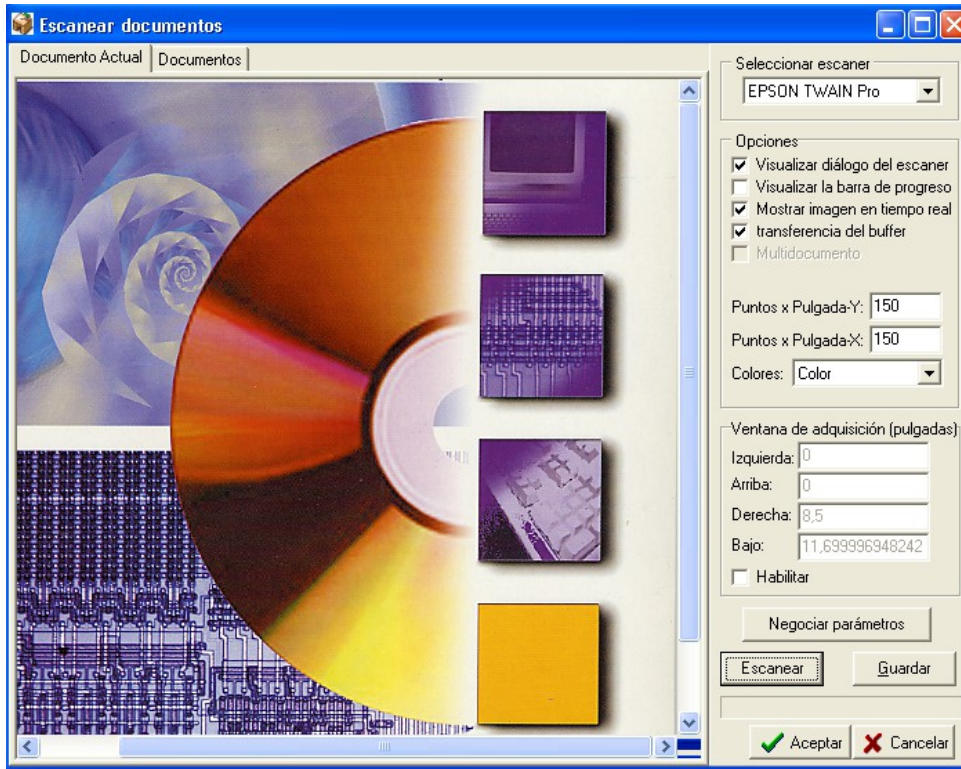 Escanear documentos
Documento Actual
Documentos
Seleccionar escaner
EPSON TWAIN Pro
Opciones
Visualizar diálogo del escaner
Visualizar la barra de progreso
Mostrar imagen en tiempo real
transferencia del buffer
Multidocumento
Puntos x Pulgada-Y: 150
Puntos x Pulgada-X: 150
Colores: Color
Ventana de adquisición (pulgadas)
Izquierda: 0
Arriba: 0
Derecha: 8,5
Bajo: 11,699996948242
Habilitar
Negociar parámetros
Escanear
Guardar
Aceptar
Cancelar